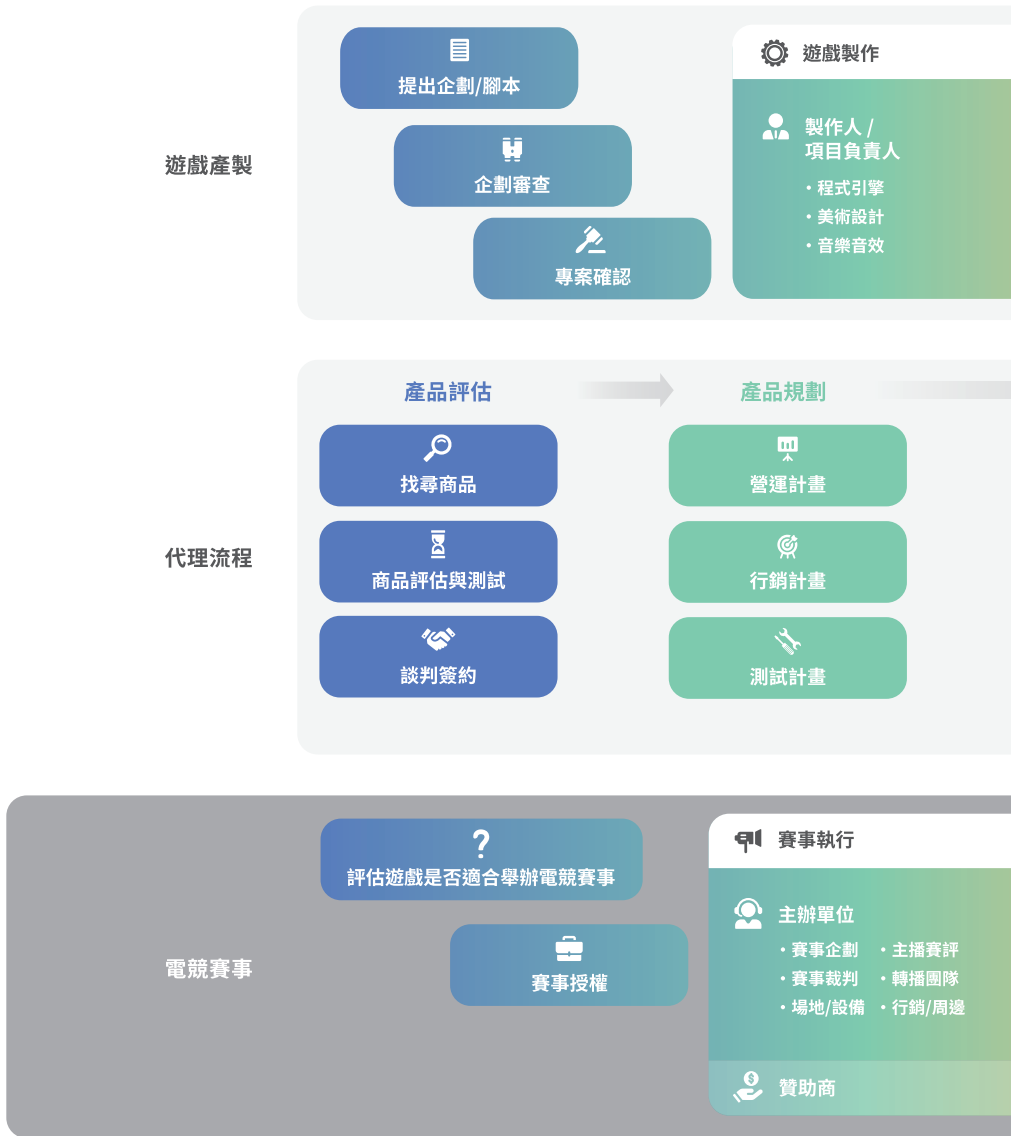 遊戲產製
提出企劃/腳本
企劃審查
專案確認
遊戲製作
製作人 /
項目負責人
・程式引擎
・美術設計
・音樂音效
代理流程
產品評估
找尋商品
商品評估與測試
談判簽約
產品規劃
營運計畫
行銷計畫
測試計畫
電競賽事
評估遊戲是否適合舉辦電競賽事
賽事授權
賽事執行
主辦單位
・賽事企劃 ・主播賽評
・賽事裁判 ・轉播團隊
・場地/設備 ・行銷/周邊
贊助商